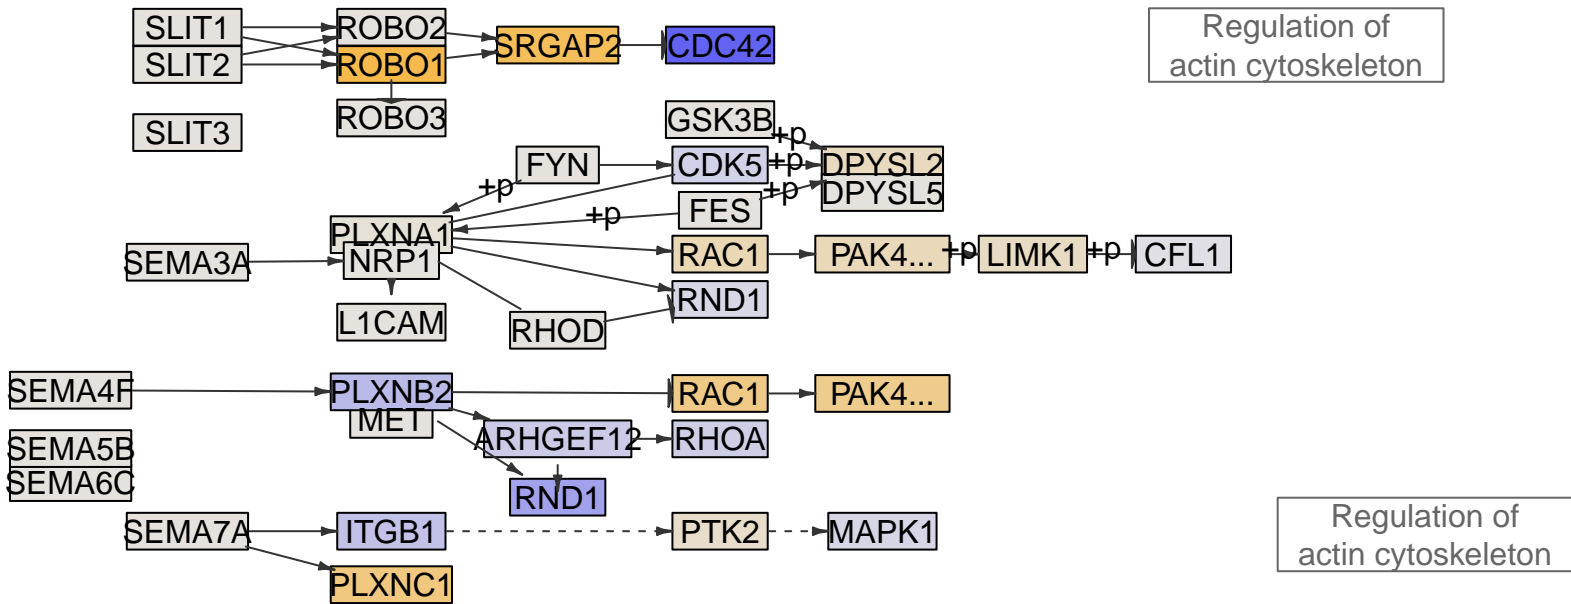 SLIT1
ROBO2
SRGAP2
CDC42
Regulation of
actin cytoskeleton
SLIT2
ROBO1
SLIT3
ROBO3
GSK3B
+p
FYN
CDK5
+p
DPYSL2
+p
+p
DPYSL5
FES
+p
PLXNA1
SEMA3A
NRP1
RAC1
PAK4...
+p
LIMK1
+p
CFL1
RND1
L1CAM
RHOD
SEMA4F
PLXNB2
RAC1
PAK4...
MET
ARHGEF12
RHOA
SEMA5B
SEMA6C
RND1
SEMA7A
ITGB1
PTK2
MAPK1
Regulation of
actin cytoskeleton
PLXNC1